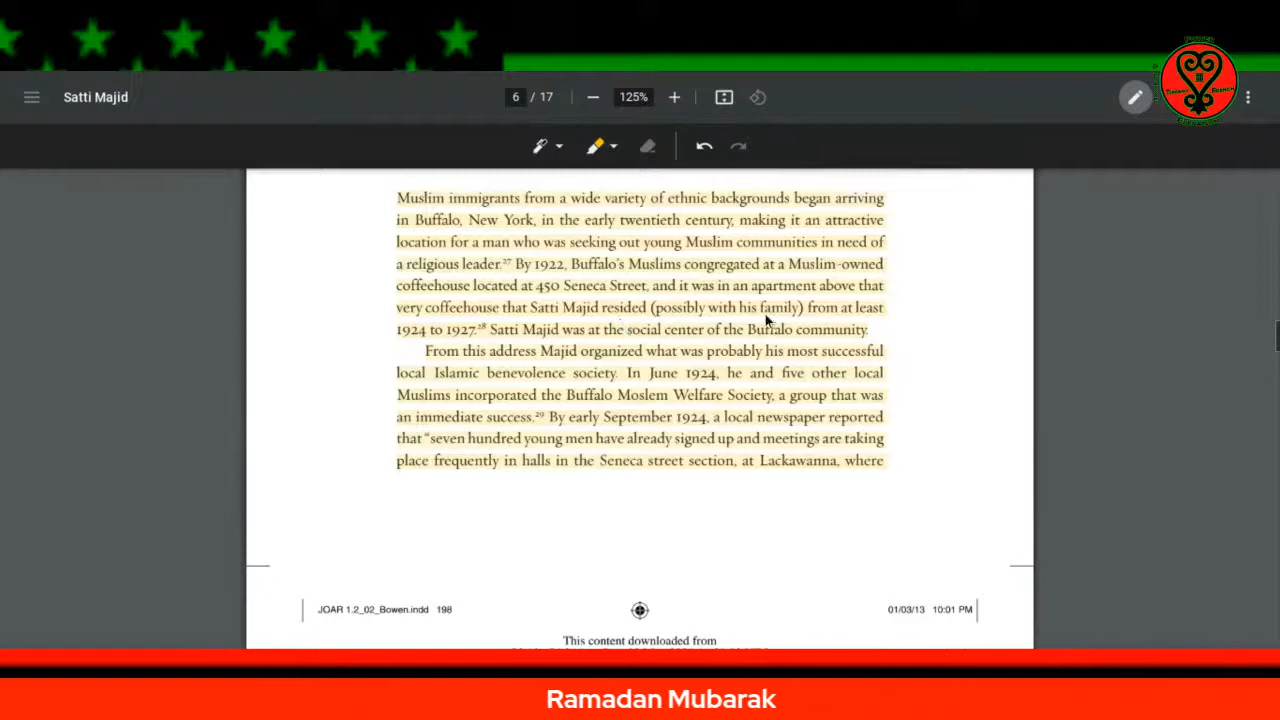 Satti Majid
6 / 17
125%
Muslim immigrants from a wide variety of ethnic backgrounds began arriving
in Buffalo, New York, in the early twentieth century, making it an attractive
location for a man who was seeking out young Muslim communities in need of
a religious leader.27 By 1922, Buffalo's Muslims congregated at a Muslim-owned
coffeehouse located at 450 Seneca Street, and it was in an apartment above that
very coffeehouse that Satti Majid resided (possibly with his family) from at least
1924 to 1927.28 Satti Majid was at the social center of the Buffalo community.
From this address Majid organized what was probably his most successful
local Islamic benevolence society. In June 1924, he and five other local
Muslims incorporated the Buffalo Moslem Welfare Society, a group that was
an immediate success.29 By early September 1924, a local newspaper reported
that “seven hundred young men have already signed up and meetings are taking
place frequently in halls in the Seneca street section, at Lackawanna, where
JOAR 1.2_02_Bowen.indd 198
01/03/13 10:01 PM
This content downloaded from
Ramadan Mubarak